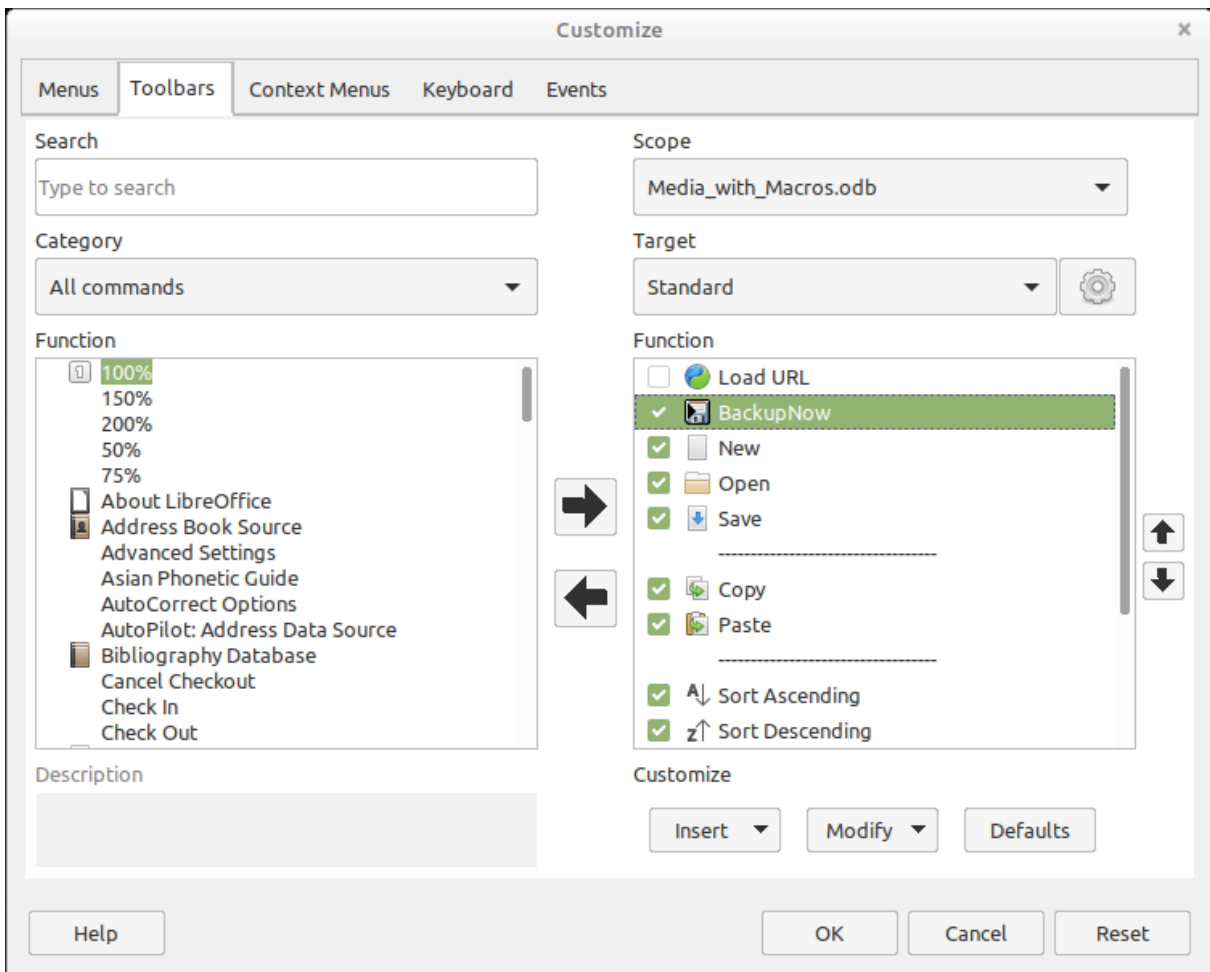 Customize
Menus Toolbars Context Menus Keyboard Events
Search
Type to search
Category
All commands
Function
100%
150%
200%
50%
75%
About LibreOffice
Address Book Source
Advanced Settings
Asian Phonetic Guide
AutoCorrect Options
AutoPilot: Address Data Source
Bibliography Database
Cancel Checkout
Check In
Check Out
Description
Scope
Media_with_Macros.odb
Target
Standard
Function
Load URL
BackupNow
New
Open
Save
----------------------------------
Copy
Paste
----------------------------------
Sort Ascending
Sort Descending
Customize
Insert Modify Defaults
Help OK Cancel Reset